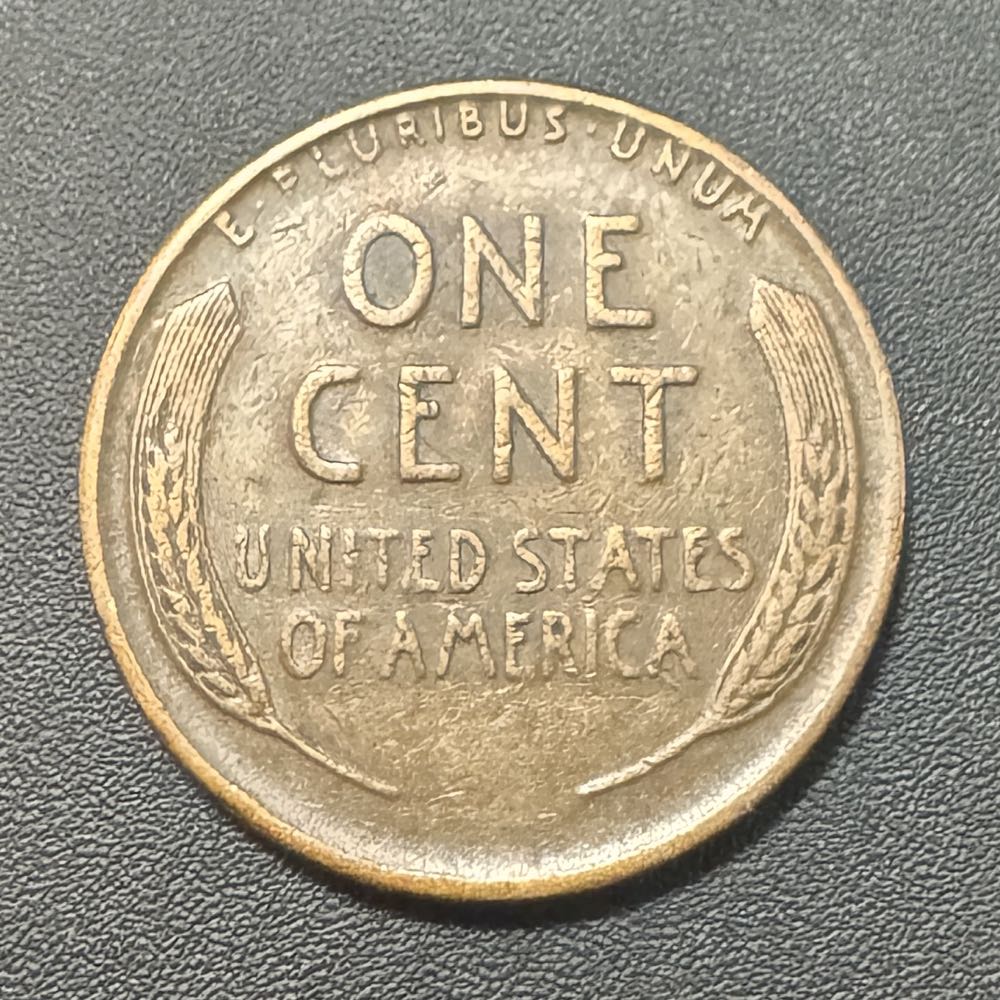 E PLURIBUS · UNUM
ONE
CENT
UNITED STATES
OF AMERICA